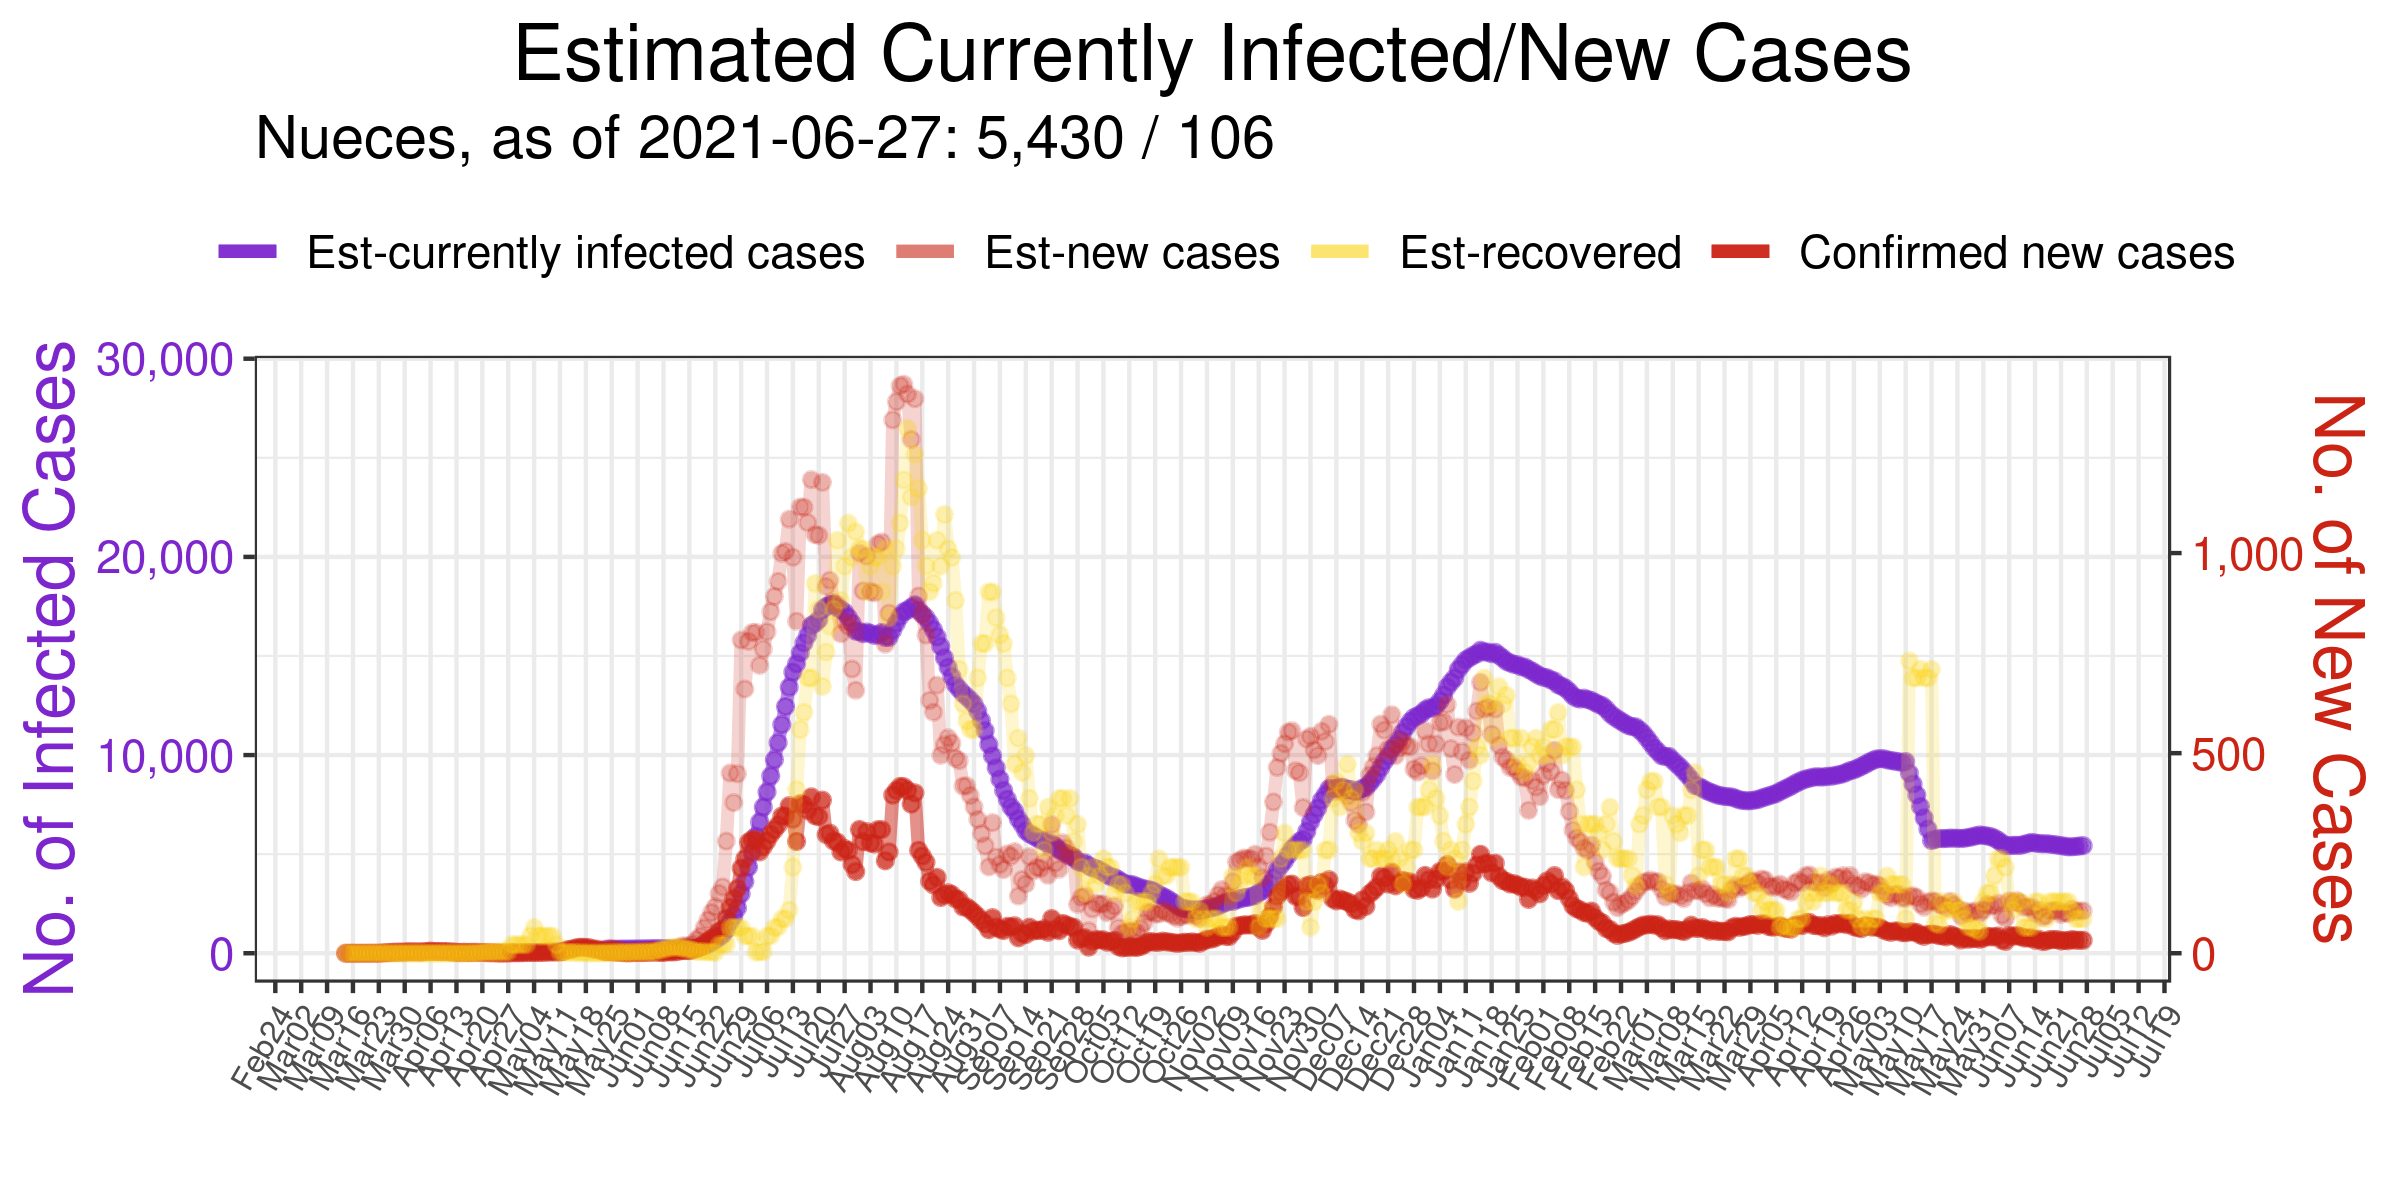 Estimated Currently Infected/New Cases
Nueces, as of 2021-06-27: 5,430 / 106
Est-currently infected cases
Est-new cases
Est-recovered
Confirmed new cases
No. of Infected Cases
30,000
20,000
10,000
0
1,000
500
0
No. of New Cases
Feb24
Mar02
Mar09
Mar16
Mar23
Mar30
Apr06
Apr13
Apr20
Apr27
May04
May11
May18
May25
Jun01
Jun08
Jun15
Jun22
Jun29
Jul06
Jul13
Jul20
Jul27
Aug03
Aug10
Aug17
Aug24
Aug31
Sep07
Sep14
Sep21
Sep28
Oct05
Oct12
Oct19
Oct26
Nov02
Nov09
Nov16
Nov23
Nov30
Dec07
Dec14
Dec21
Dec28
Jan04
Jan11
Jan18
Jan25
Feb01
Feb08
Feb15
Feb22
Mar01
Mar08
Mar15
Mar22
Mar29
Apr05
Apr12
Apr19
Apr26
May03
May10
May17
May24
May31
Jun07
Jun14
Jun21
Jun28
Jul05
Jul12
Jul19